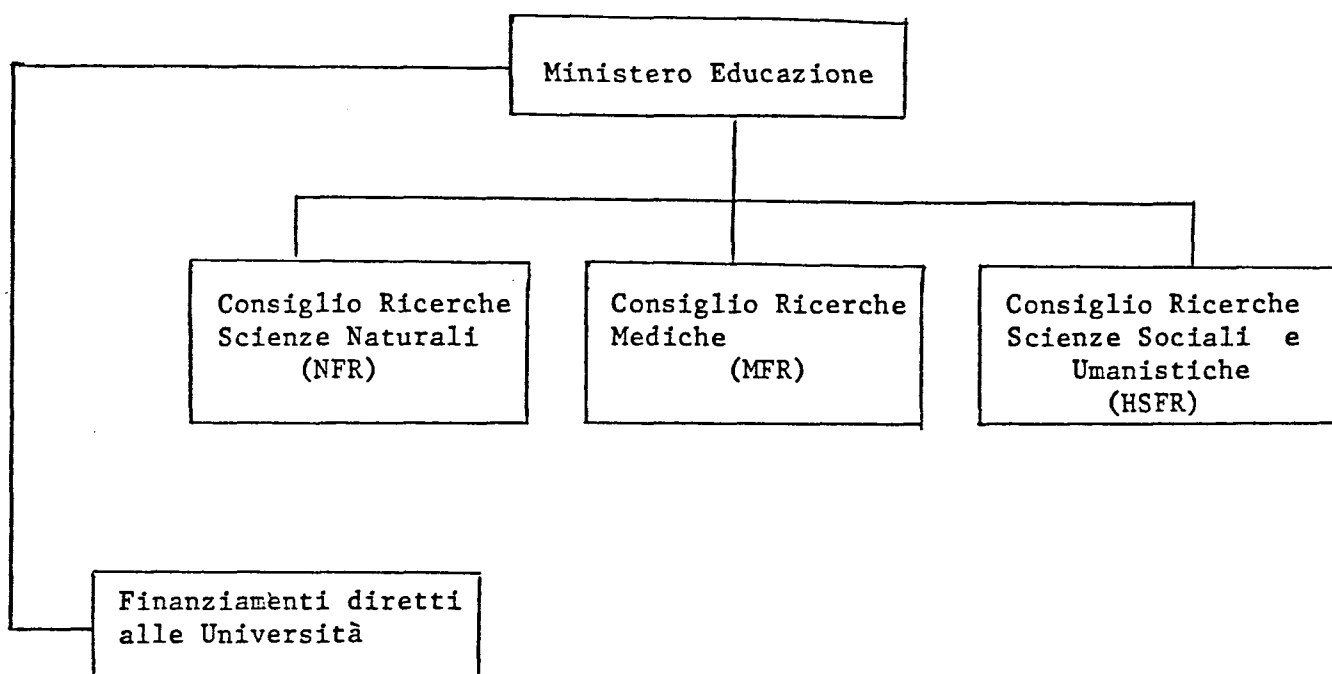 Ministero Educazione
Consiglio Ricerche
Scienze Naturali
(NFR)
Consiglio Ricerche
Mediche
(MFR)
Consiglio Ricerche
Scienze Sociali e
Umanistiche
(HSFR)
Finanziamenti diretti
alle Università